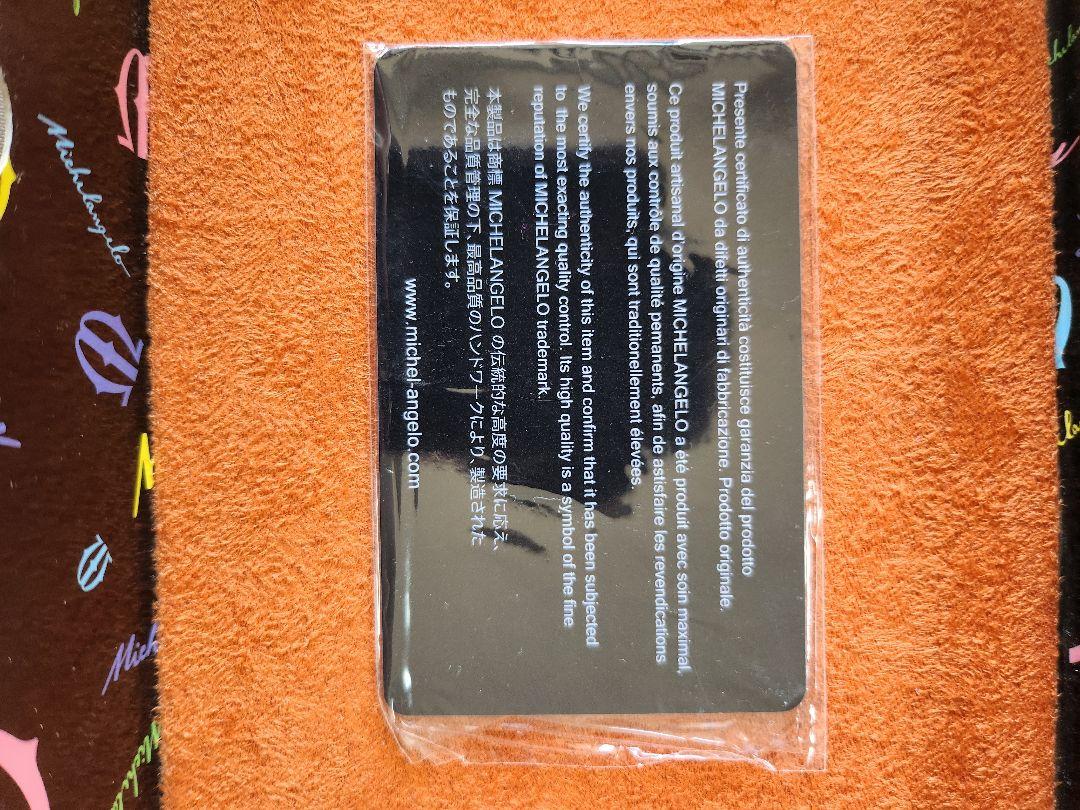 Presente certificato di authenticità costituisce garanzia del prodotto
MICHELANGELO da difetti originari di fabbricazione. Prodotto originale.
Ce produit artisanal d'origine MICHELANGELO a eté produit avec soin maximal,
soumis aux contrôle de qualité pemanents, afin de astisfaire les revendications
envers nos produits, qui sont traditionellement élevées.
We certify the authenticity of this item and confirm that it has been subjected
to the most exacting quality control. Its high quality is a symbol of the fine
reputation of MICHELANGELO trademark.
本製品は商標 MICHELANGELO の伝統的な高度の要求に応え、
完全な品質管理の下、最高品質のハンドワークにより、製造された
ものであることを保証します。
www.michel-angelo.com
Michelangelo